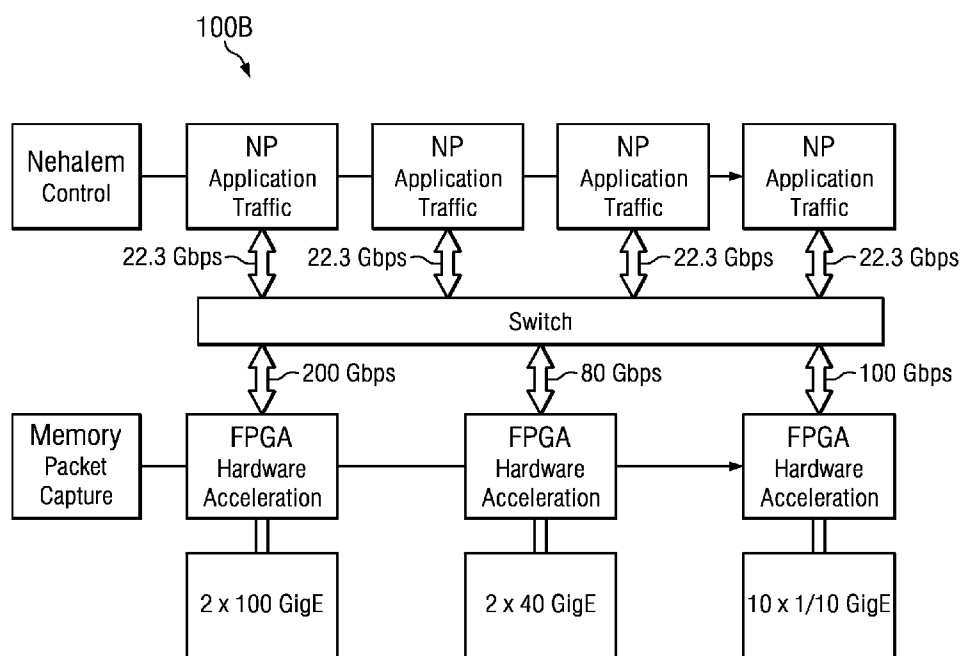 100B
Nehalem
Control
NP
Application
Traffic
NP
Application
Traffic
NP
Application
Traffic
NP
Application
Traffic
22.3 Gbps
22.3 Gbps
22.3 Gbps
22.3 Gbps
Switch
200 Gbps
80 Gbps
100 Gbps
Memory
Packet
Capture
FPGA
Hardware
Acceleration
FPGA
Hardware
Acceleration
FPGA
Hardware
Acceleration
2 x 100 GigE
2 x 40 GigE
10 x 1/10 GigE